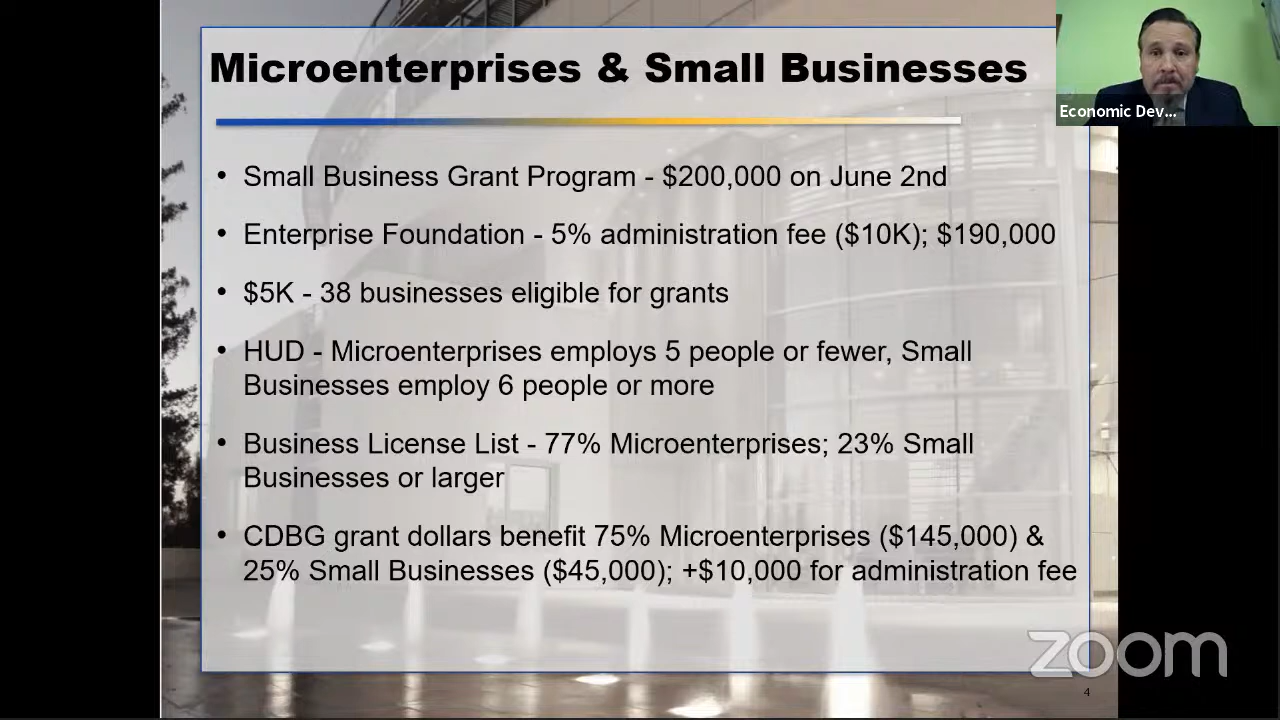 Microenterprises & Small Businesses
Economic Dev...
• Small Business Grant Program - $200,000 on June 2nd
• Enterprise Foundation - 5% administration fee ($10K); $190,000
• $5K - 38 businesses eligible for grants
• HUD - Microenterprises employs 5 people or fewer, Small
Businesses employ 6 people or more
• Business License List - 77% Microenterprises; 23% Small
Businesses or larger
• CDBG grant dollars benefit 75% Microenterprises ($145,000) &
25% Small Businesses ($45,000); +$10,000 for administration fee
zoom
4